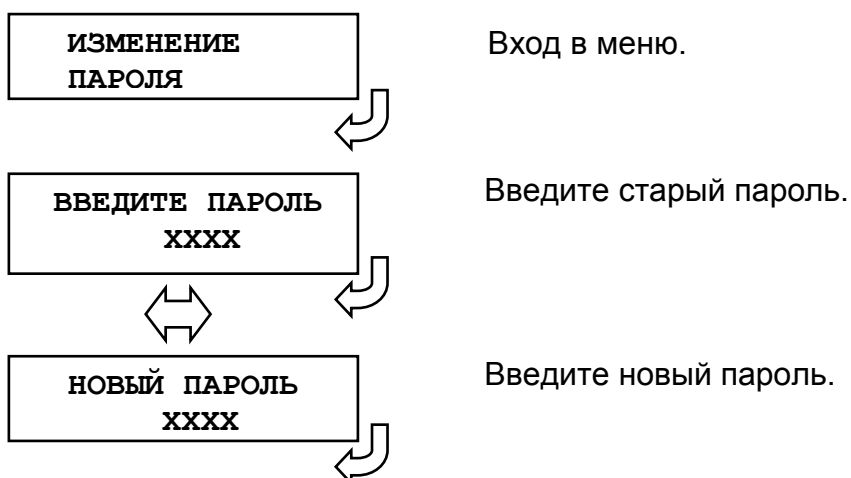 ИЗМЕНЕНИЕ
ПАРОЛЯ
Вход в меню.
ВВЕДИТЕ ПАРОЛЬ
XXXX
Введите старый пароль.
НОВЫЙ ПАРОЛЬ
XXXX
Введите новый пароль.